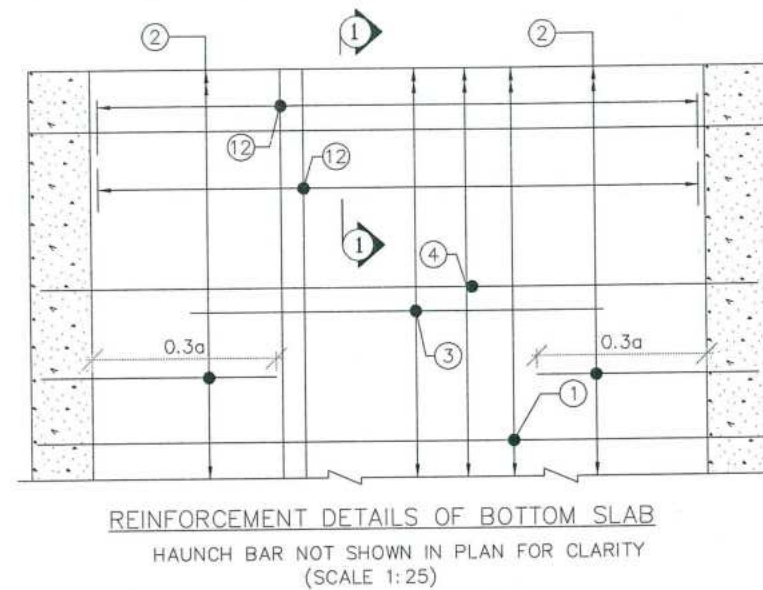 2
1
2
12
12
1
4
3
0.3a
0.3a
1
REINFORCEMENT DETAILS OF BOTTOM SLAB
HAUNCH BAR NOT SHOWN IN PLAN FOR CLARITY
(SCALE 1:25)